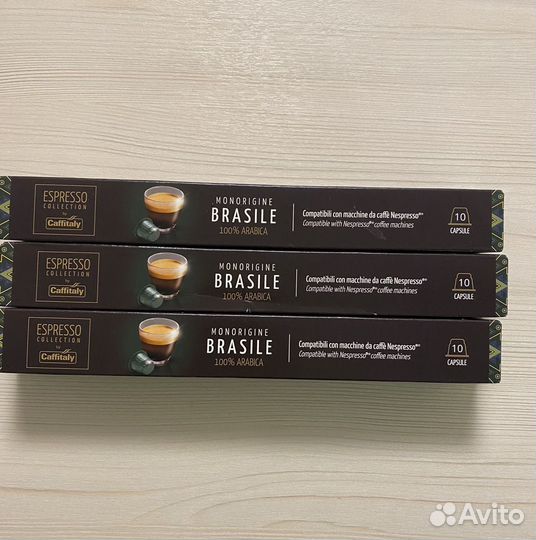 ESPRESSO
COLLECTION
by
Caffitaly
MONORIGINE
BRASILE
100% ARABICA
Compatibili con macchine da caffè Nespresso®*
Compatible with Nespresso®* coffee machines
10
CAPSULE
ESPRESSO
COLLECTION
by
Caffitaly
MONORIGINE
BRASILE
100% ARABICA
Compatibili con macchine da caffè Nespresso®*
Compatible with Nespresso®* coffee machines
10
CAPSULE
ESPRESSO
COLLECTION
by
Caffitaly
MONORIGINE
BRASILE
100% ARABICA
Compatibili con macchine da caffè Nespresso®*
Compatible with Nespresso®* coffee machines
10
CAPSULE
Avito